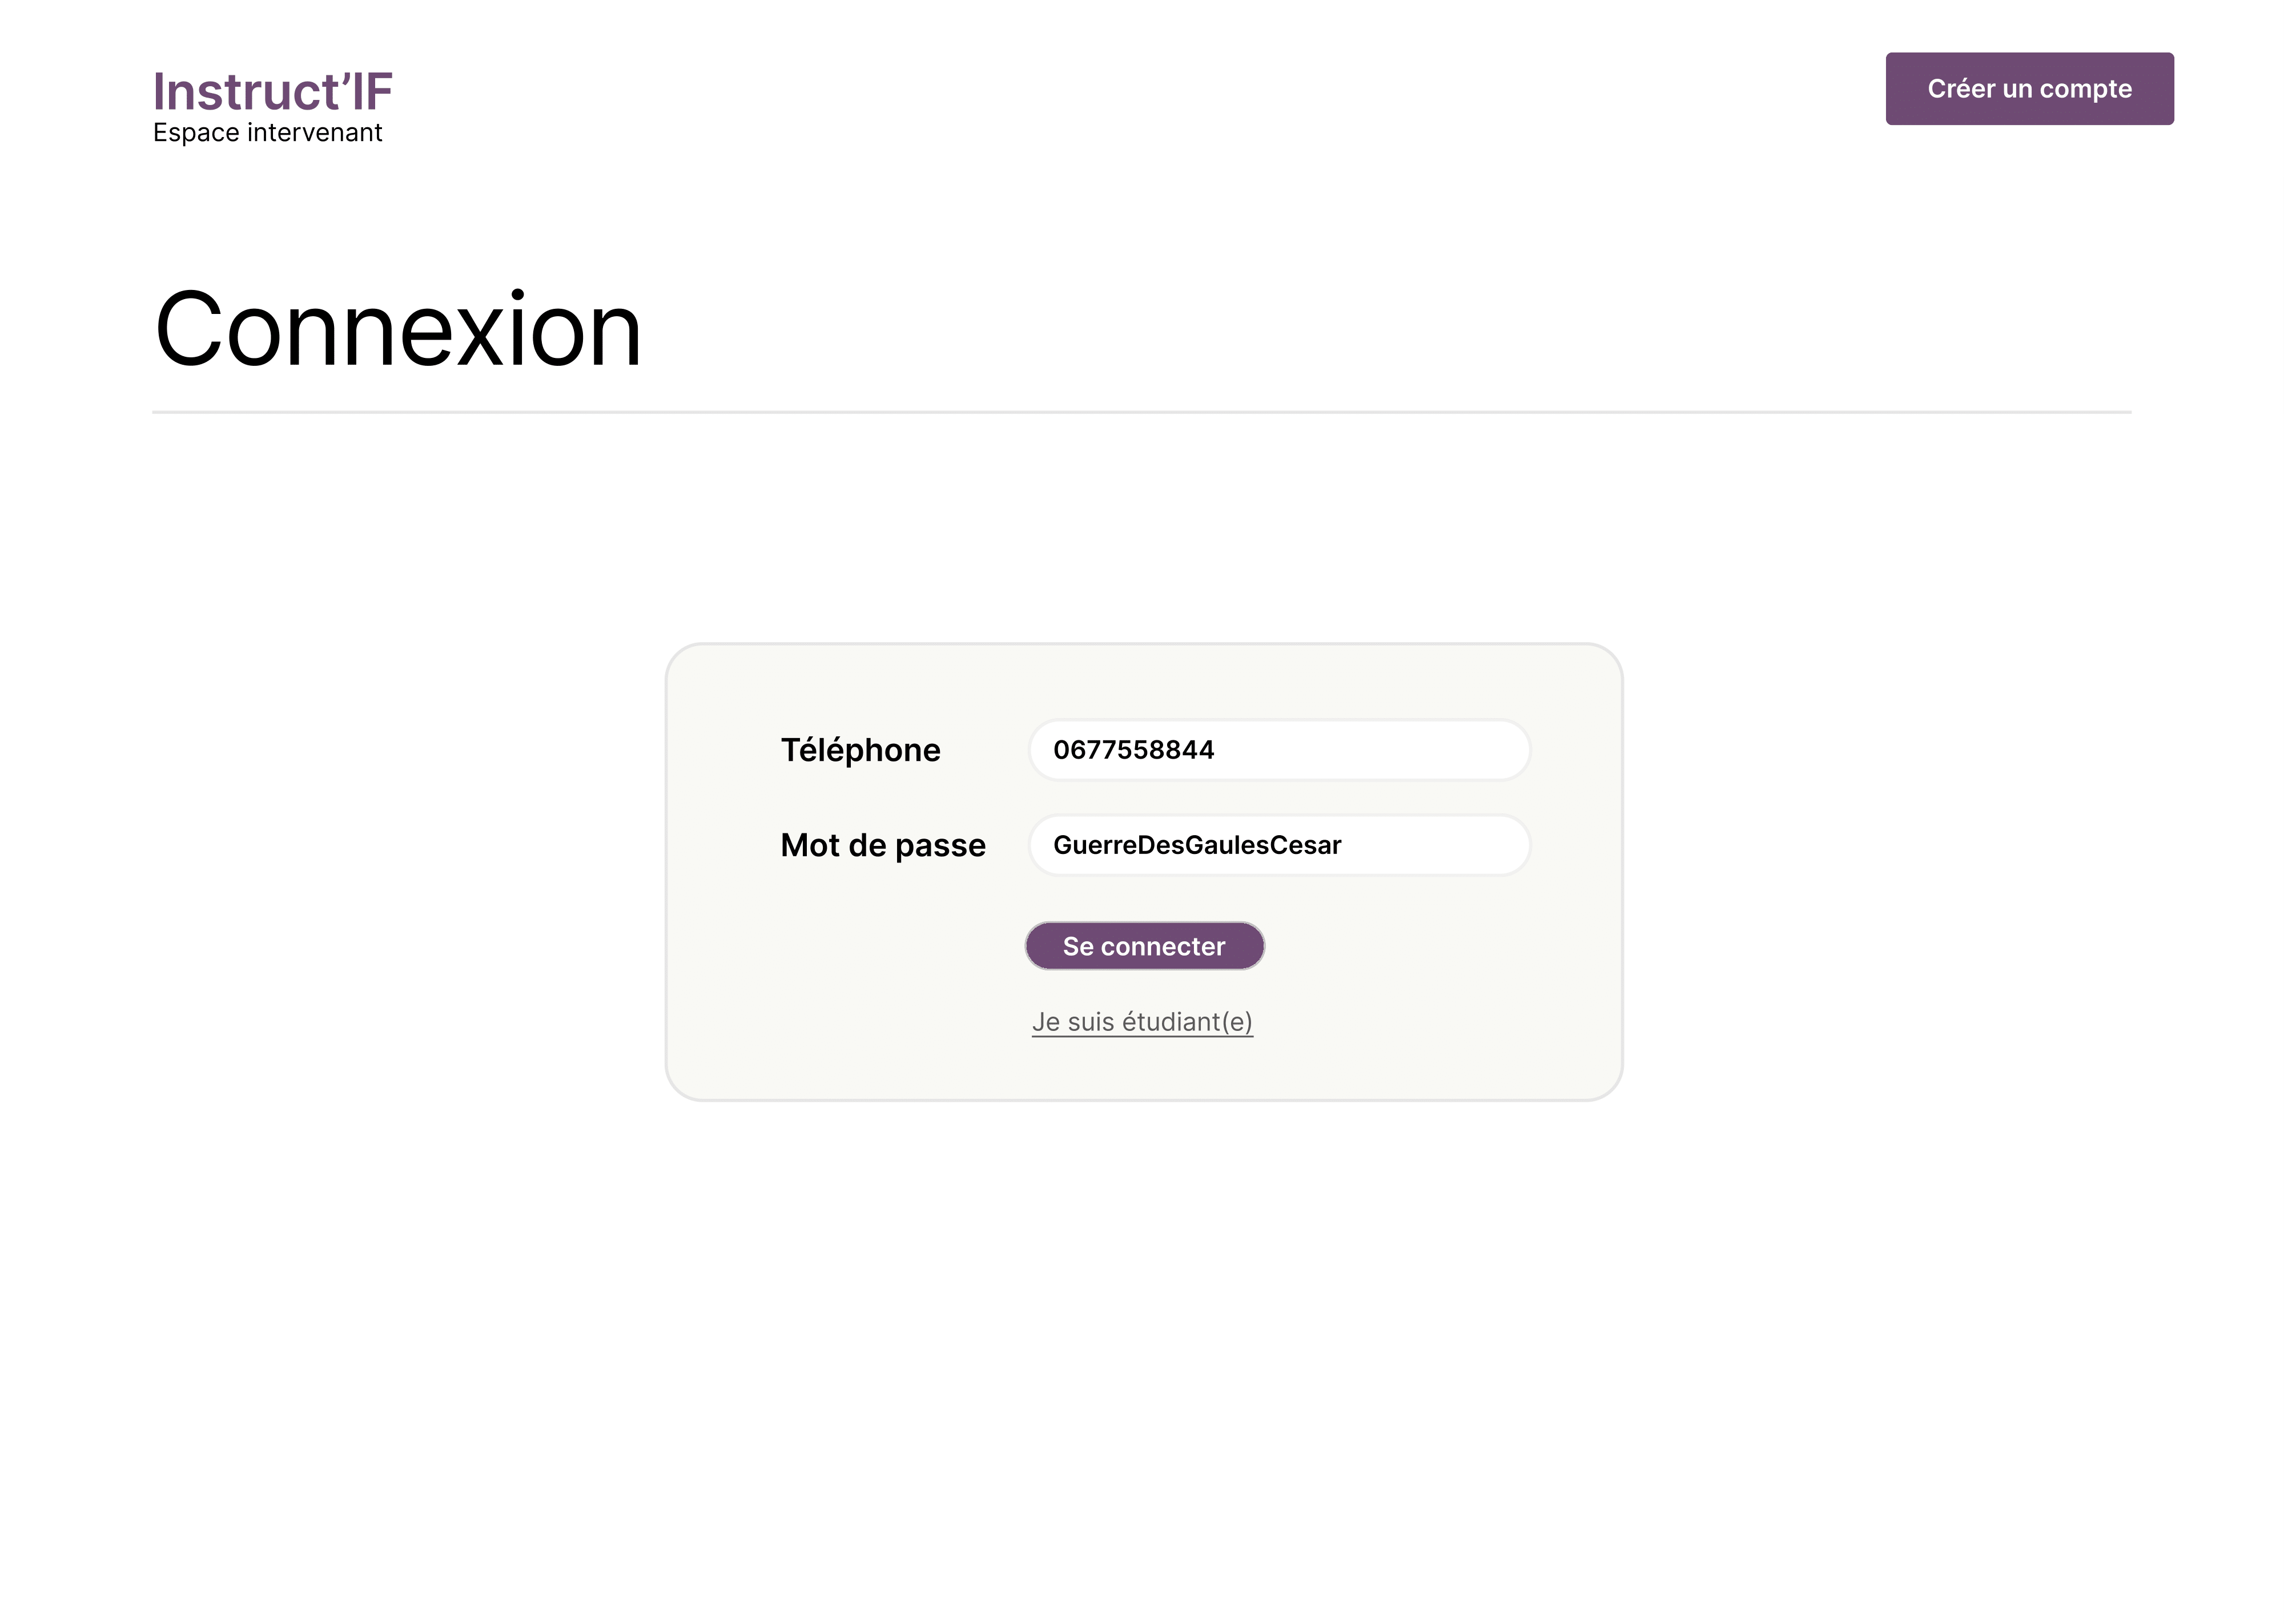 Instruct’IF
Espace intervenant
Créer un compte
Connexion
Téléphone 0677558844
Mot de passe GuerreDesGaulesCesar
Se connecter
Je suis étudiant(e)